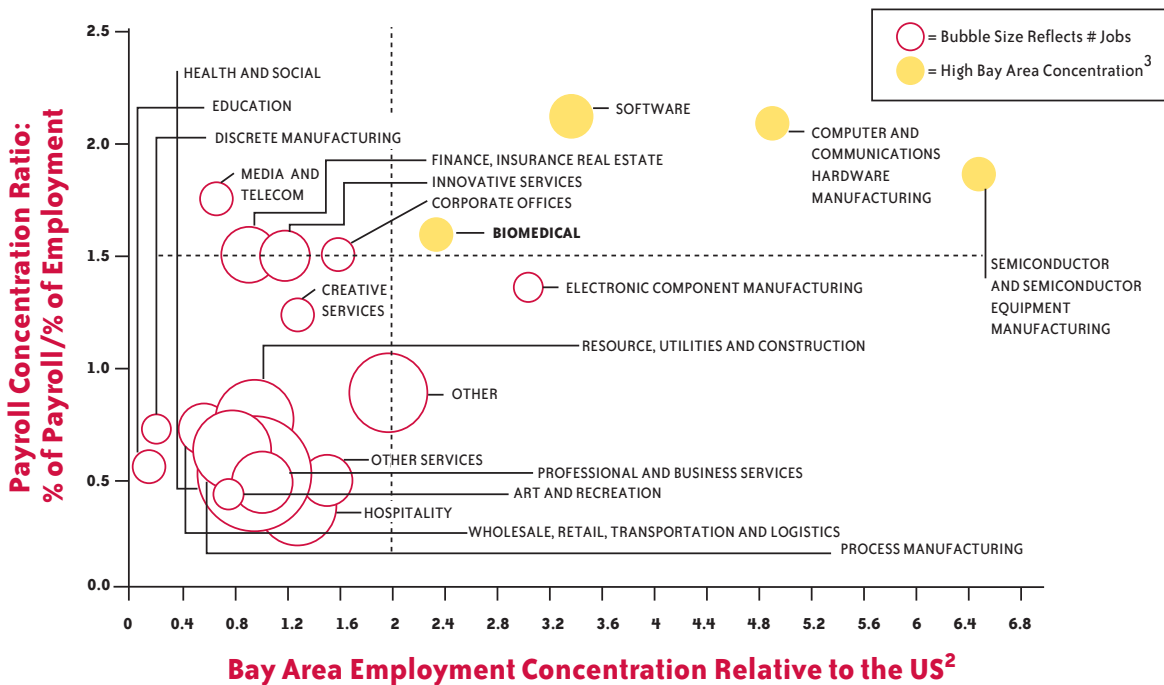 Payroll Concentration Ratio:
% of Payroll/% of Employment
2.5
2.0
1.5
1.0
0.5
0.0
= Bubble Size Reflects # Jobs
= High Bay Area Concentration3
HEALTH AND SOCIAL
EDUCATION
DISCRETE MANUFACTURING
MEDIA AND
TELECOM
FINANCE, INSURANCE REAL ESTATE
INNOVATIVE SERVICES
CORPORATE OFFICES
SOFTWARE
COMPUTER AND
COMMUNICATIONS
HARDWARE
MANUFACTURING
BIOMEDICAL
SEMICONDUCTOR
AND SEMICONDUCTOR
EQUIPMENT
MANUFACTURING
CREATIVE
SERVICES
ELECTRONIC COMPONENT MANUFACTURING
RESOURCE, UTILITIES AND CONSTRUCTION
OTHER
OTHER SERVICES
PROFESSIONAL AND BUSINESS SERVICES
ART AND RECREATION
HOSPITALITY
WHOLESALE, RETAIL, TRANSPORTATION AND LOGISTICS
PROCESS MANUFACTURING
0 0.4 0.8 1.2 1.6 2 2.4 2.8 3.2 3.6 4 4.4 4.8 5.2 5.6 6 6.4 6.8
Bay Area Employment Concentration Relative to the US2